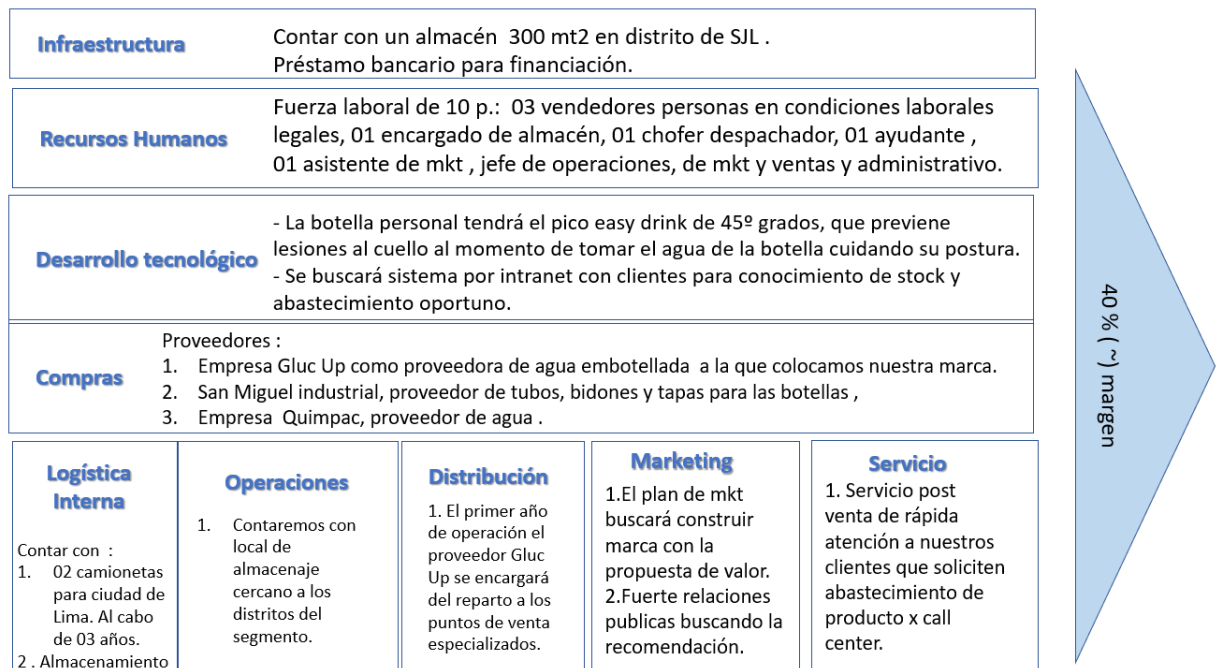 Infraestructura
Contar con un almacén 300 mt2 en distrito de SJL .
Préstamo bancario para financiación.
Recursos Humanos
Fuerza laboral de 10 p.: 03 vendedores personas en condiciones laborales
legales, 01 encargado de almacén, 01 chofer despachador, 01 ayudante ,
01 asistente de mkt , jefe de operaciones, de mkt y ventas y administrativo.
Desarrollo tecnológico
- La botella personal tendrá el pico easy drink de 45º grados, que previene
lesiones al cuello al momento de tomar el agua de la botella cuidando su postura.
- Se buscará sistema por intranet con clientes para conocimiento de stock y
abastecimiento oportuno.
Compras
Proveedores :
1. Empresa Gluc Up como proveedora de agua embotellada a la que colocamos nuestra marca.
2. San Miguel industrial, proveedor de tubos, bidones y tapas para las botellas ,
3. Empresa Quimpac, proveedor de agua .
Logística
Interna
Contar con :
1. 02 camionetas
para ciudad de
Lima. Al cabo
de 03 años.
2 . Almacenamiento
Operaciones
1. Contaremos con
local de
almacenaje
cercano a los
distritos del
segmento.
Distribución
1. El primer año
de operación el
proveedor Gluc
Up se encargará
del reparto a los
puntos de venta
especializados.
Marketing
1.El plan de mkt
buscará construir
marca con la
propuesta de valor.
2.Fuerte relaciones
publicas buscando la
recomendación.
Servicio
1. Servicio post
venta de rápida
atención a nuestros
clientes que soliciten
abastecimiento de
producto x call
center.
40 % ( ~) margen